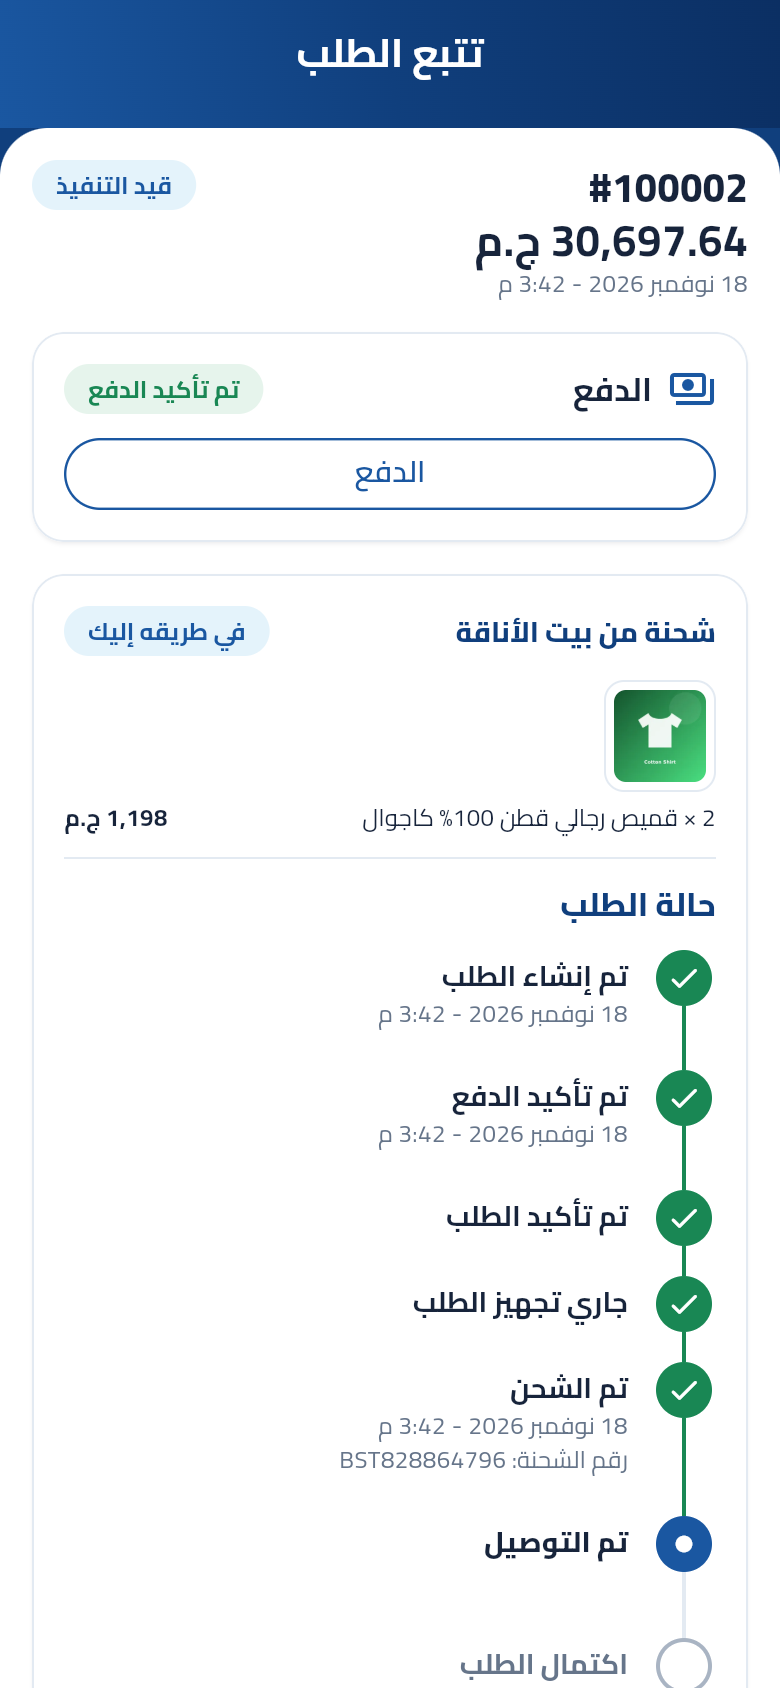 تتبع الطلب
#100002
قيد التنفيذ
30,697.64 ج.م
18 نوفمبر 2026 - 3:42 م
الدفع
تم تأكيد الدفع
الدفع
شحنة من بيت الأناقة
في طريقه إليك
Cotton Shirt
2 × قميص رجالي قطن 100% كاجوال
1,198 ج.م
حالة الطلب
تم إنشاء الطلب
18 نوفمبر 2026 - 3:42 م
تم تأكيد الدفع
18 نوفمبر 2026 - 3:42 م
تم تأكيد الطلب
جاري تجهيز الطلب
تم الشحن
18 نوفمبر 2026 - 3:42 م
رقم الشحنة: BST828864796
تم التوصيل
اكتمال الطلب